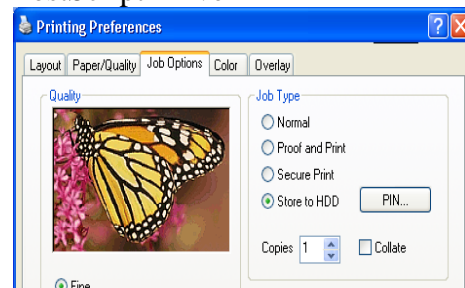 Printing Preferences
Layout Paper/Quality Job Options Color Overlay
Quality
Job Type
Normal
Proof and Print
Secure Print
Store to HDD PIN...
Copies 1 Collate
Fine